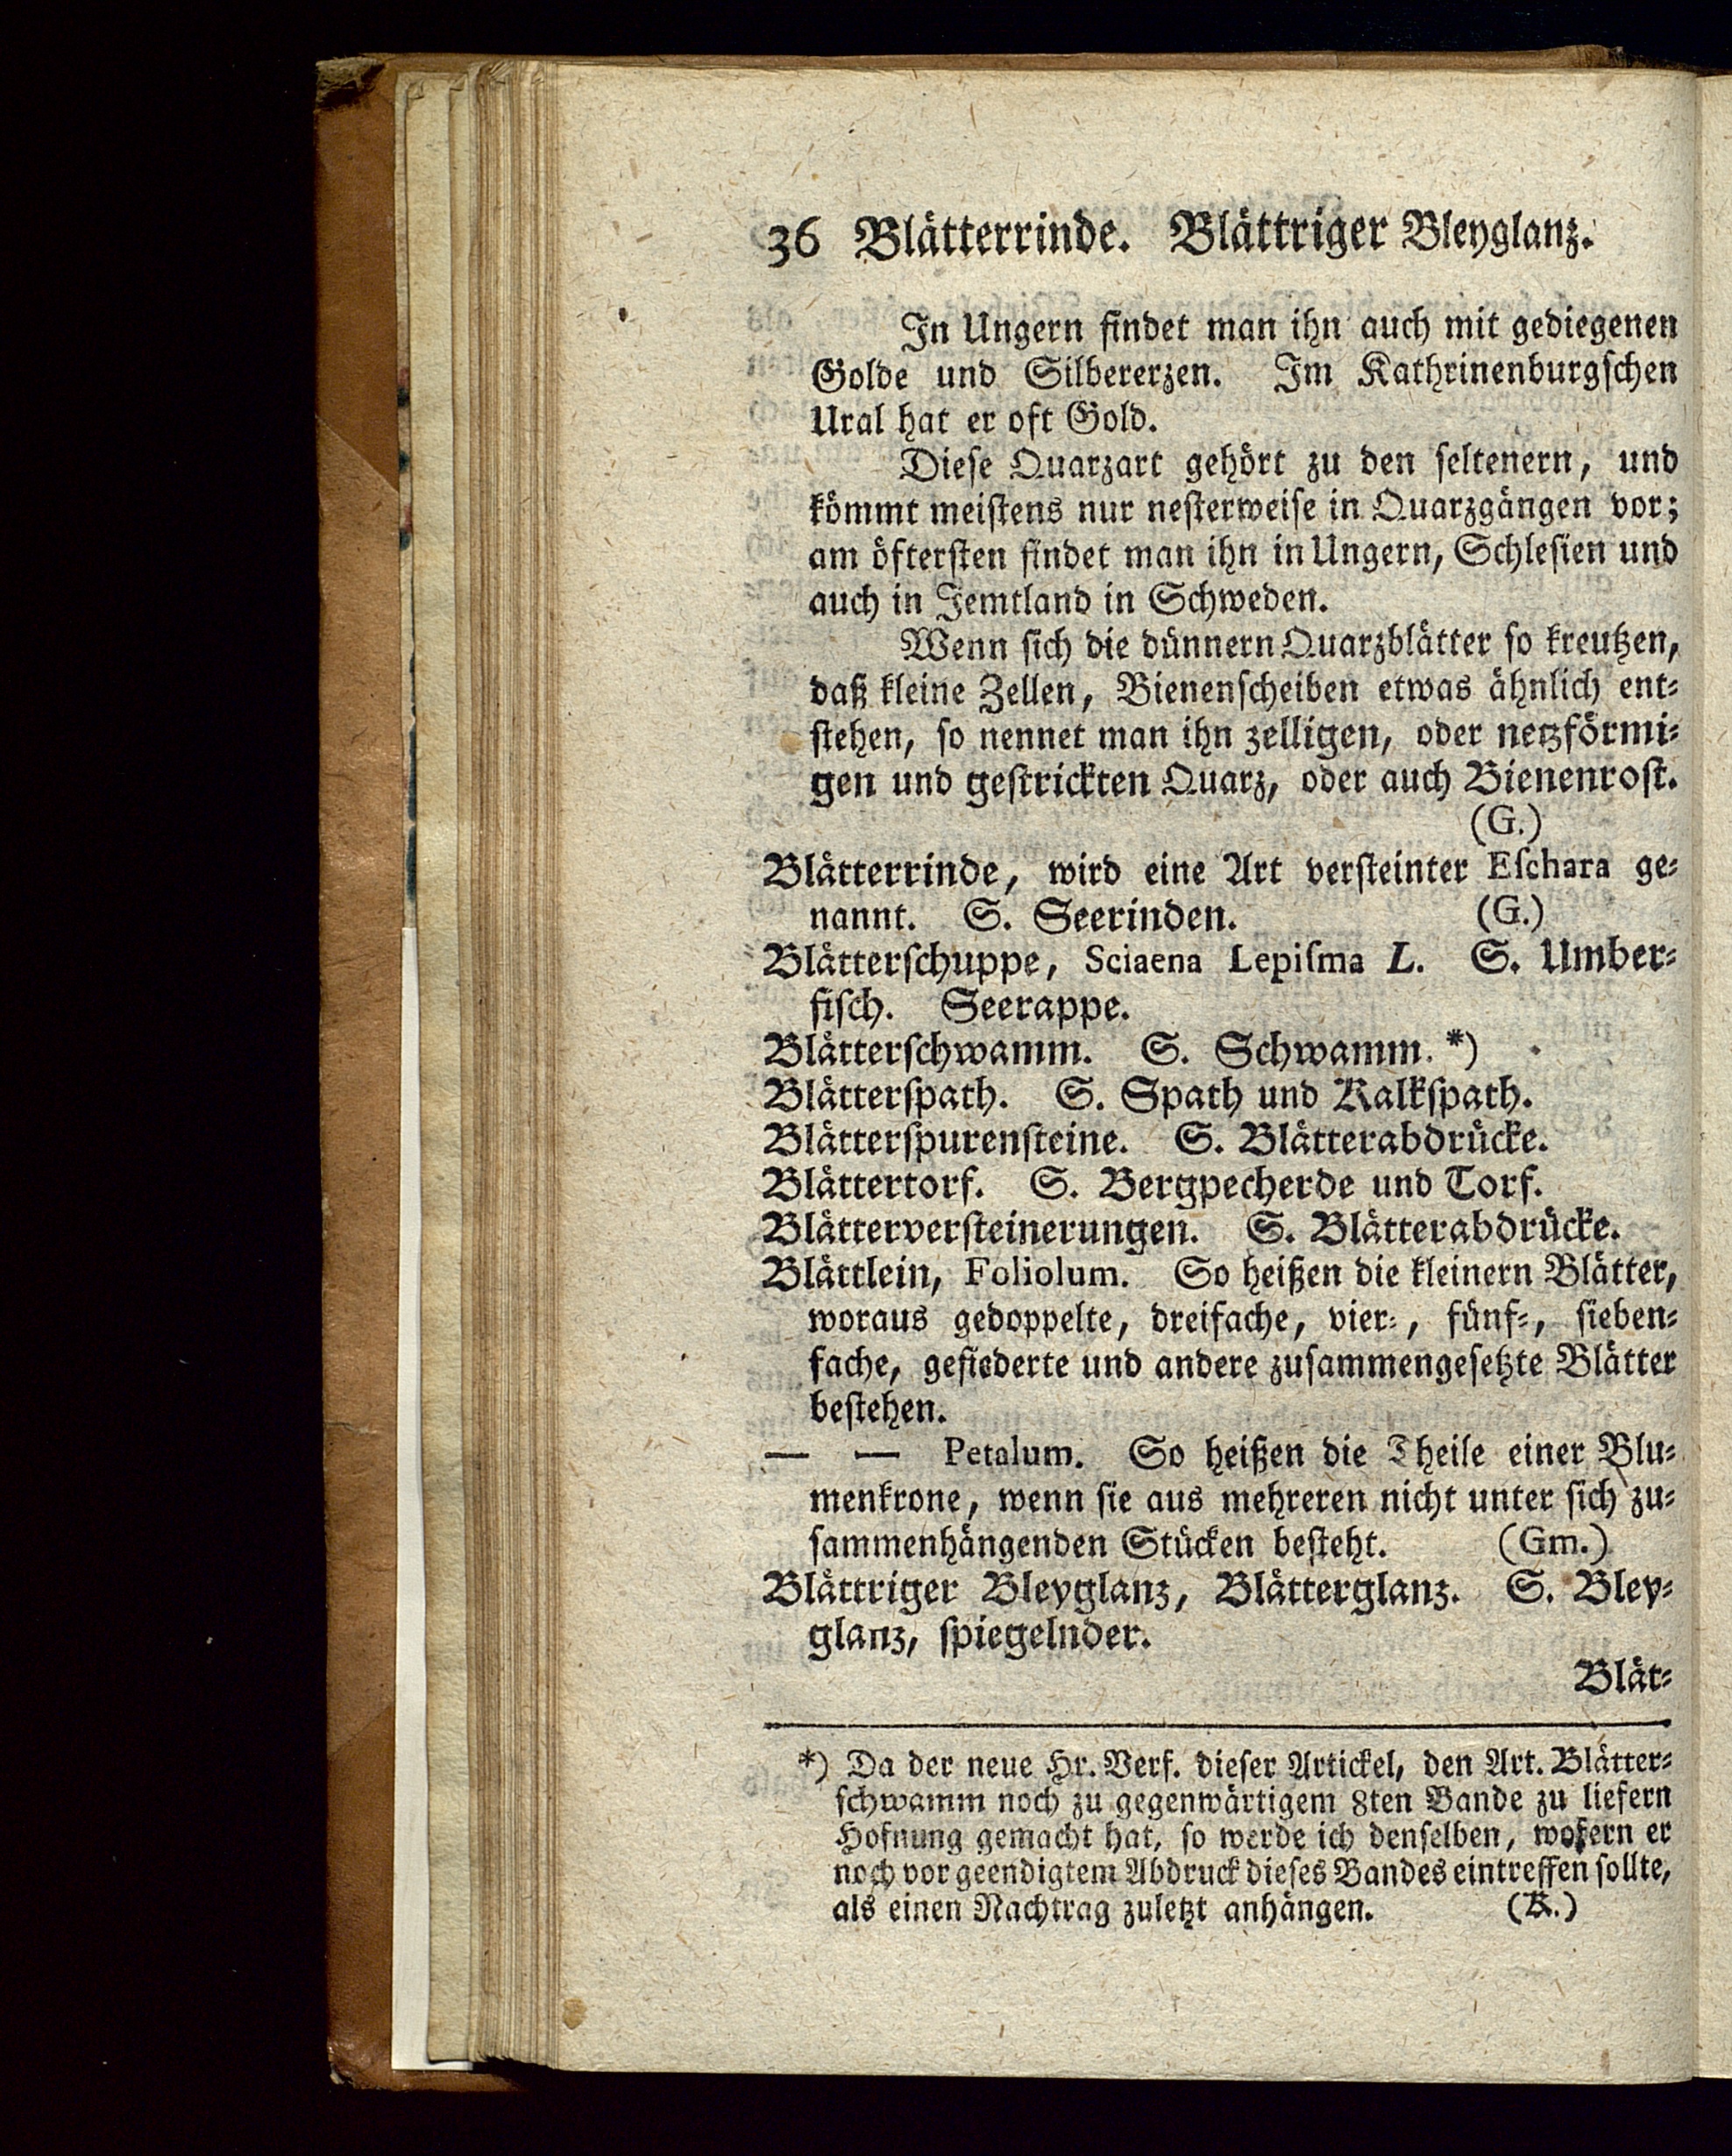 36 Blätterrinde. Blättriger Bleyglanz.
In Ungern findet man ihn auch mit gediegenen
Golde und Silbererzen. Im Kathrinenburgſchen
Ural hat er oft Gold.
Dieſe Quarzart gehört zu den ſeltenern, und
kömmt meiſtens nur neſterweiſe in Quarzgängen vor;
am öfterſten findet man ihn in Ungern, Schleſien und
auch in Jemtland in Schweden.
Wenn ſich die dünnern Quarzblätter ſo kreutzen,
daß kleine Zellen, Bienenſcheiben etwas ähnlich ent⸗
ſtehen, ſo nennet man ihn zelligen, oder netzförmi⸗
gen und geſtrickten Quarz, oder auch Bienenroſt.
(G.)
Blätterrinde, wird eine Art verſteinter Eſchara ge⸗
nannt. S. Seerinden. (G.)
Blätterſchuppe, Sciaena Lepiſma L. S. Umber⸗
fiſch. Seerappe.
Blätterſchwamm. S. Schwamm. *)
Blätterſpath. S. Spath und Kalkſpath.
Blätterſpurenſteine. S. Blätterabdrücke.
Blättertorf. S. Bergpecherde und Torf.
Blätterverſteinerungen. S. Blätterabdrücke.
Blättlein, Foliolum. So heißen die kleinern Blätter,
woraus gedoppelte, dreifache, vier⸗, fünf⸗, ſieben⸗
fache, gefiederte und andere zuſammengeſetzte Blätter
beſtehen.
— — Petalum. So heißen die Theile einer Blu⸗
menkrone, wenn ſie aus mehreren nicht unter ſich zu⸗
ſammenhängenden Stücken beſteht. (Gm.)
Blättriger Bleyglanz, Blätterglanz. S. Bley⸗
glanz, ſpiegelnder.
Blät⸗
*) Da der neue Hr. Verf. dieſer Artickel, den Art. Blätter⸗
ſchwamm noch zu gegenwärtigem 8ten Bande zu liefern
Hofnung gemacht hat, ſo werde ich denſelben, wofern er
noch vor geendigtem Abdruck dieſes Bandes eintreffen ſollte,
als einen Nachtrag zuletzt anhängen. (K.)